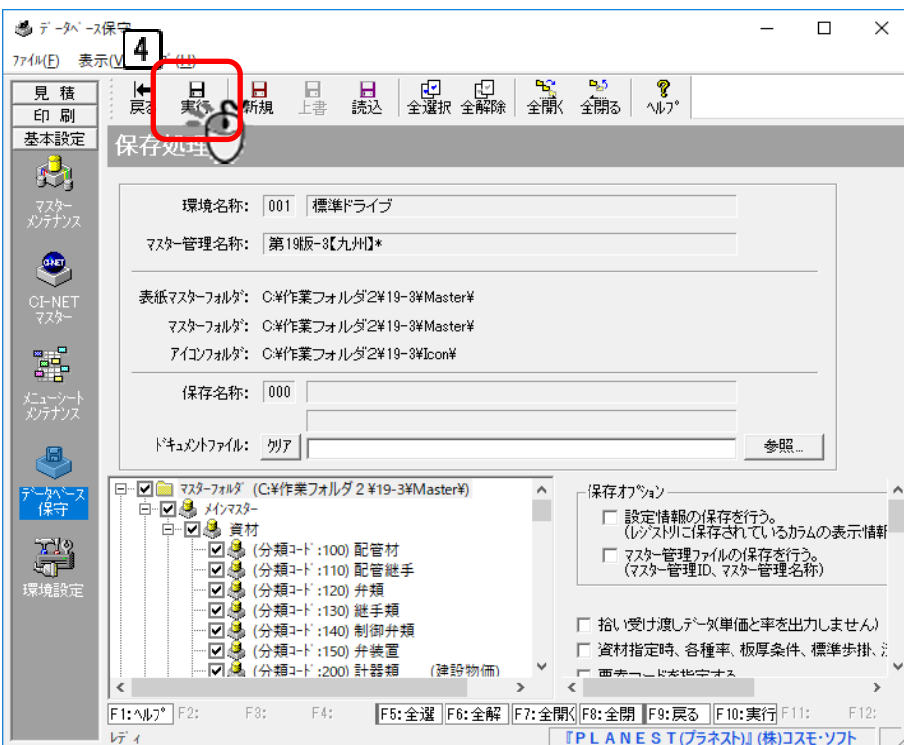 ﾃﾞｰﾀﾍﾞｰｽ保守
4
ﾌｧｲﾙ(F) 表示(V) (H)
戻る 実行 新規 上書 読込 全選択 全解除 全開く 全閉る ﾍﾙﾌﾟ
見 積
印 刷
基本設定
保存処理
ﾏｽﾀｰ
ﾒﾝﾃﾅﾝｽ
CI-NET
CI-NET
ﾏｽﾀｰ
ﾒﾆｭｰｼｰﾄ
ﾒﾝﾃﾅﾝｽ
ﾃﾞｰﾀﾍﾞｰｽ
保守
環境設定
環境名称: 001 標準ドライブ
ﾏｽﾀｰ管理名称: 第19版-3【九州】*
表紙ﾏｽﾀｰﾌｫﾙﾀﾞ: C:¥作業フォルダ2¥19-3¥Master¥
ﾏｽﾀｰﾌｫﾙﾀﾞ: C:¥作業フォルダ2¥19-3¥Master¥
ｱｲｺﾝﾌｫﾙﾀﾞ: C:¥作業フォルダ2¥19-3¥Icon¥
保存名称: 000
ﾄﾞｷｭﾒﾝﾄﾌｧｲﾙ: ｸﾘｱ 参照...
ﾏｽﾀｰﾌｫﾙﾀﾞ (C:¥作業フォルダ２¥19-3¥Master¥)
ﾒｲﾝﾏｽﾀｰ
資材
(分類ｺｰﾄﾞ:100) 配管材
(分類ｺｰﾄﾞ:110) 配管継手
(分類ｺｰﾄﾞ:120) 弁類
(分類ｺｰﾄﾞ:130) 継手類
(分類ｺｰﾄﾞ:140) 制御弁類
(分類ｺｰﾄﾞ:150) 弁装置
(分類ｺｰﾄﾞ:200) 計器類 (建設物価)
保存ｵﾌﾟｼｮﾝ
設定情報の保存を行う。
(ﾚｼﾞｽﾄﾘに保存されているｶﾗﾑの表示情報
ﾏｽﾀｰ管理ﾌｧｲﾙの保存を行う。
(ﾏｽﾀｰ管理ID、ﾏｽﾀｰ管理名称)
拾い受け渡しﾃﾞｰﾀ(単価と率を出力しません)
資材指定時、各種率、板厚条件、標準歩掛、
要素コードを指定する
F1:ﾍﾙﾌﾟ F2: F3: F4: F5:全選 F6:全解 F7:全開く F8:全閉 F9:戻る F10:実行 F11: F12:
ﾚﾃﾞｨ 『ＰＬＡＮＥＳＴ(プラネスト)』 (株)コスモ・ソフト